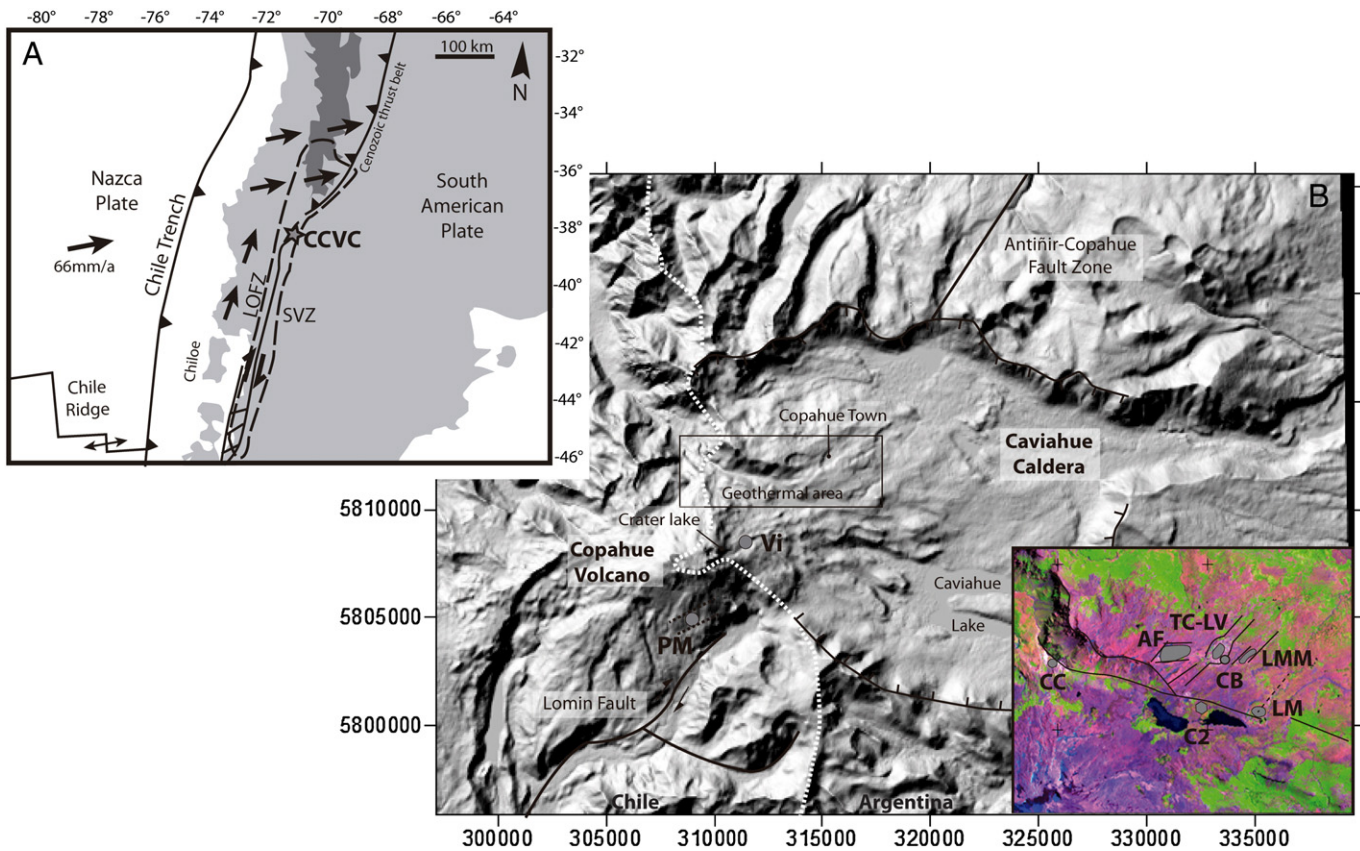 -80°
-78°
-76°
-74°
-72°
-70°
-68°
-66°
-64°
A
100 km
N
-32°
-34°
-36°
-38°
-40°
-42°
-44°
-46°
Cenozoic thrust belt
Nazca
Plate
66mm/a
Chile Trench
South
American
Plate
CCVC
LOFZ
SVZ
Chiloe
Chile
Ridge
B
Antiñir-Copahue
Fault Zone
Copahue Town
Caviahue
Caldera
Geothermal area
Crater lake
Vi
Copahue
Volcano
Caviahue
Lake
PM
Lomin Fault
Chile
Argentina
TC-LV
AF
LMM
CC
CB
LM
C2
5810000
5805000
5800000
300000
305000
310000
315000
320000
325000
330000
335000